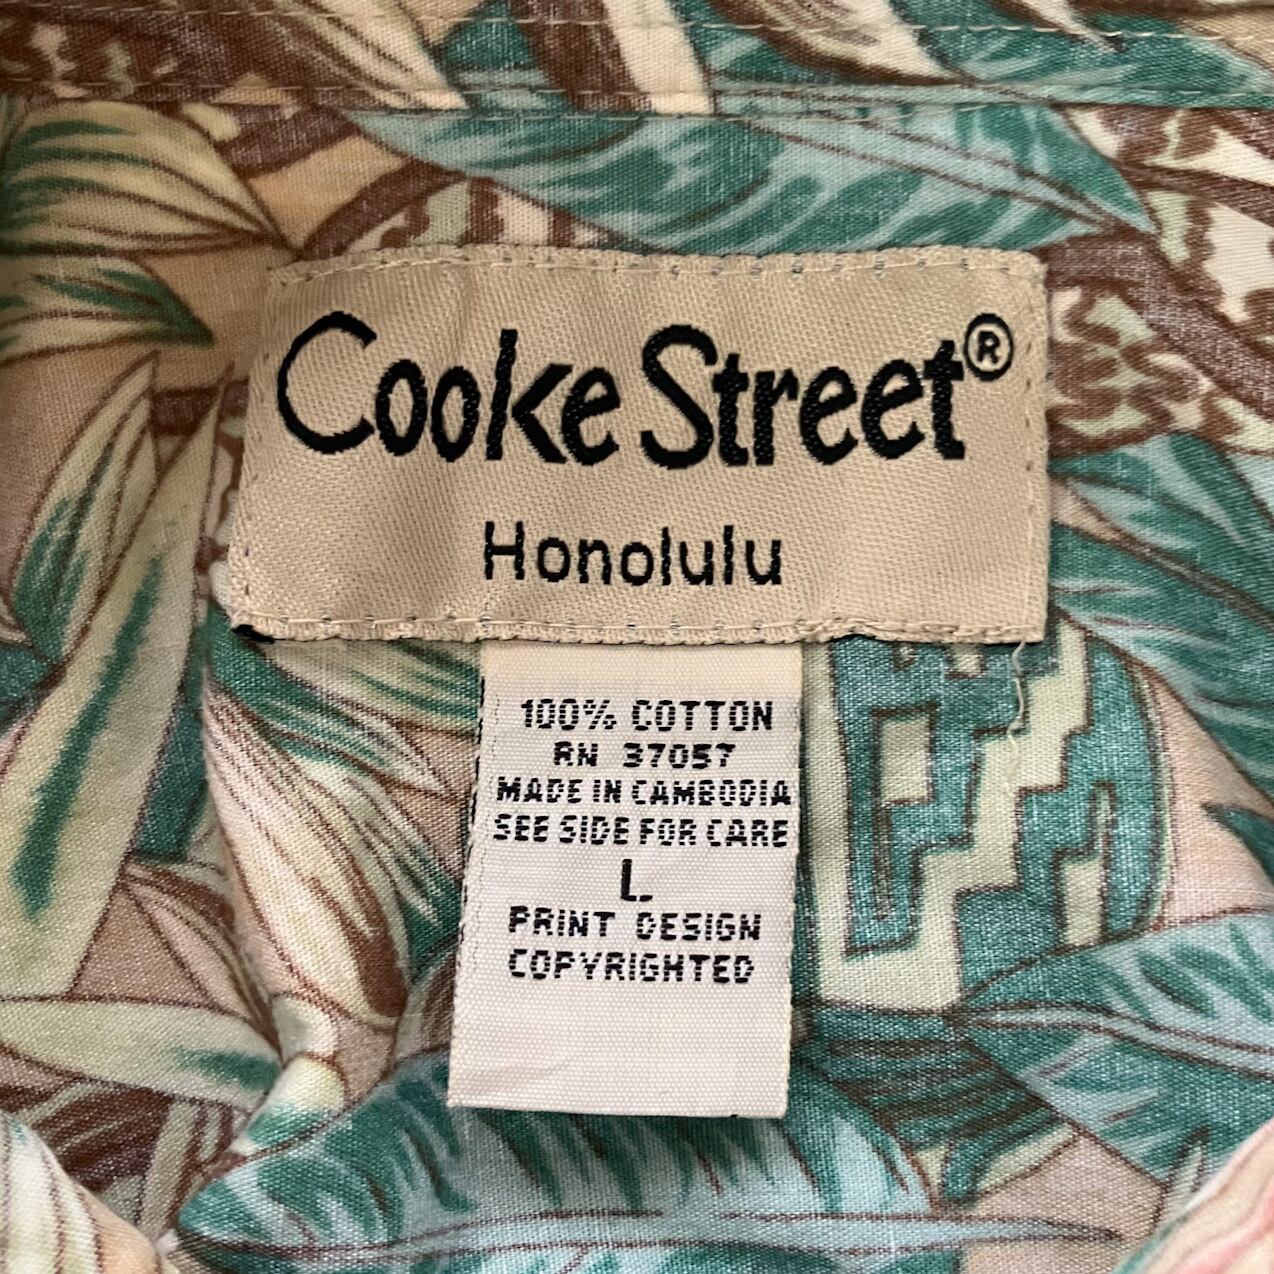 Cooke Street®
Honolulu
100% COTTON
RN 37057
MADE IN CAMBODIA
SEE SIDE FOR CARE
L
PRINT DESIGN
COPYRIGHTED